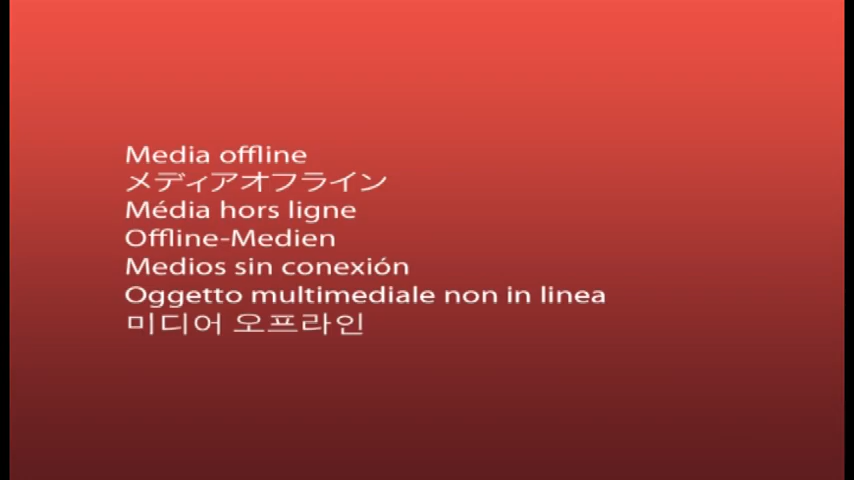 Media offline
メディアオフライン
Média hors ligne
Offline-Medien
Medios sin conexión
Oggetto multimediale non in linea
미디어 오프라인